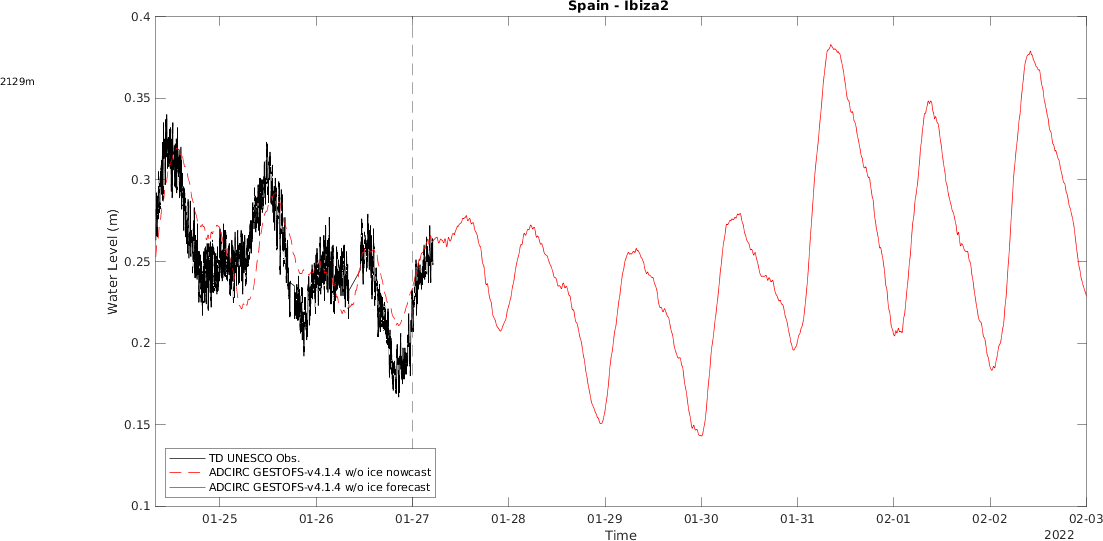 Spain - Ibiza2
2129m
0.4
0.35
0.3
0.25
0.2
0.15
0.1
Water Level (m)
TD UNESCO Obs.
ADCIRC GESTOFS-v4.1.4 w/o ice nowcast
ADCIRC GESTOFS-v4.1.4 w/o ice forecast
01-25 01-26 01-27 01-28 01-29 01-30 01-31 02-01 02-02 02-03
Time
2022